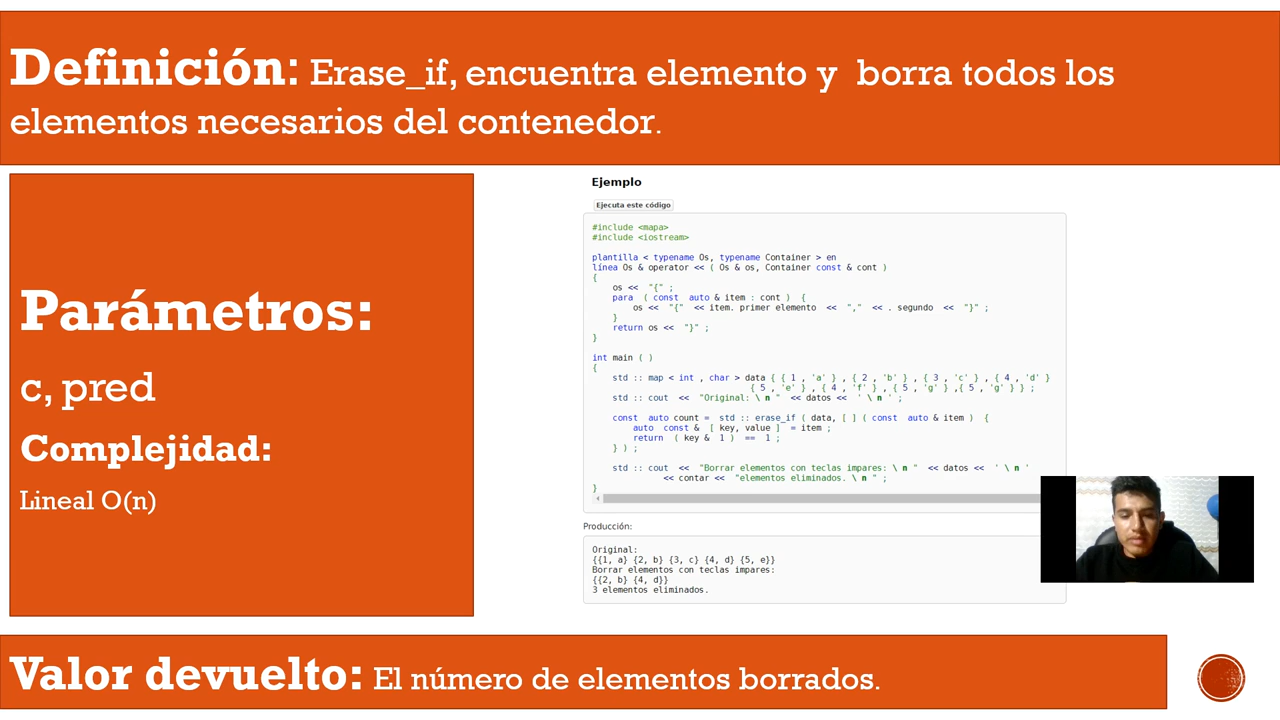 Definición: Erase_if, encuentra elemento y borra todos los
elementos necesarios del contenedor.
Parámetros:
c, pred
Complejidad:
Lineal O(n)
Ejemplo
Ejecuta este código
#include <mapa>
#include <iostream>
plantilla < typename Os, typename Container > en
línea Os & operator << ( Os & os, Container const & cont )
{
os << "{" ;
para ( const auto & item : cont ) {
os << "{" << item. primer elemento << "," << . segundo << "}" ;
}
return os << "}" ;
}
int main ( )
{
std :: map < int , char > data { { 1 , 'a' } , { 2 , 'b' } , { 3 , 'c' } , { 4 , 'd' }
{ 5 , 'e' } , { 4 , 'f' } , { 5 , 'g' } ,{ 5 , 'g' } } ;
std :: cout << "Original: \ n " << datos << ' \ n ' ;
const auto count = std :: erase_if ( data, [ ] ( const auto & item ) {
auto const & [ key, value ] = item ;
return ( key & 1 ) == 1 ;
} ) ;
std :: cout << "Borrar elementos con teclas impares: \ n " << datos << ' \ n '
<< contar << "elementos eliminados. \ n " ;
}
Producción:
Original:
{{1, a} {2, b} {3, c} {4, d} {5, e}}
Borrar elementos con teclas impares:
{{2, b} {4, d}}
3 elementos eliminados.
Valor devuelto: El número de elementos borrados.